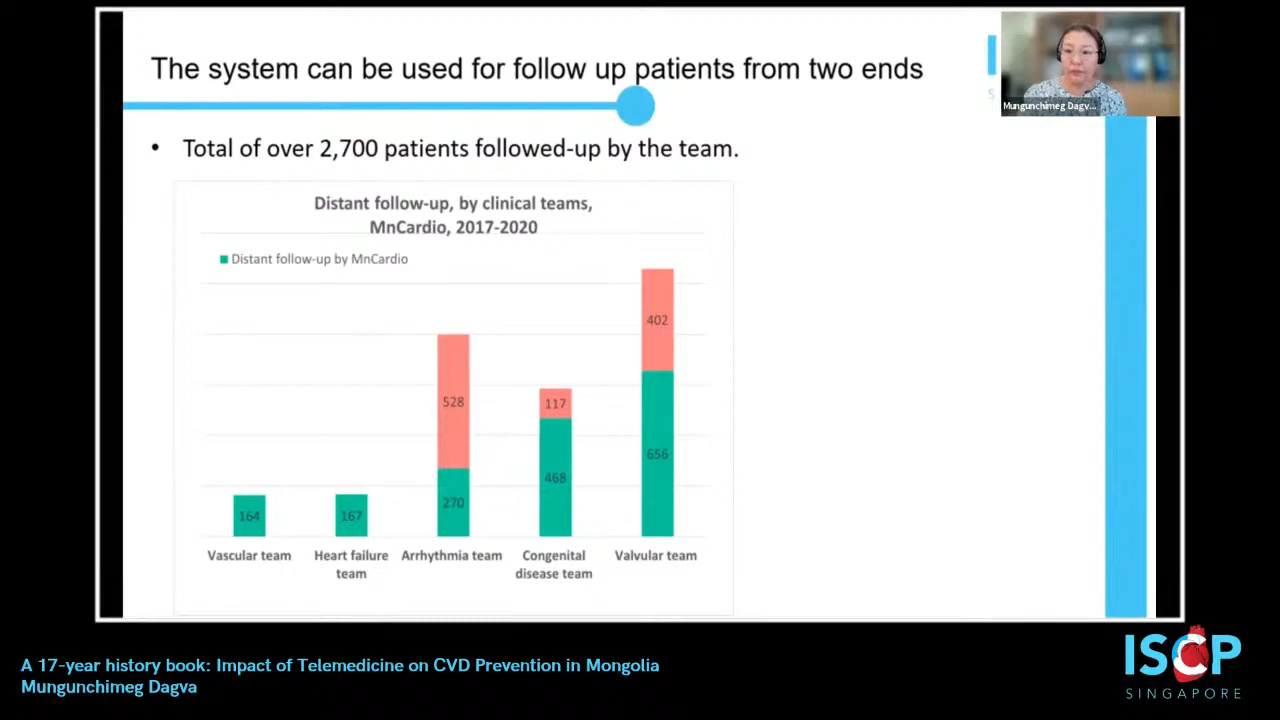 The system can be used for follow up patients from two ends
Mungunchimeg Dagv...
• Total of over 2,700 patients followed-up by the team.
Distant follow-up, by clinical teams,
MnCardio, 2017-2020
Distant follow-up by MnCardio
402
528
117
656
468
270
164
167
Vascular team
Heart failure
team
Arrhythmia team
Congenital
disease team
Valvular team
A 17-year history book: Impact of Telemedicine on CVD Prevention in Mongolia
Mungunchimeg Dagva
ISCP
SINGAPORE